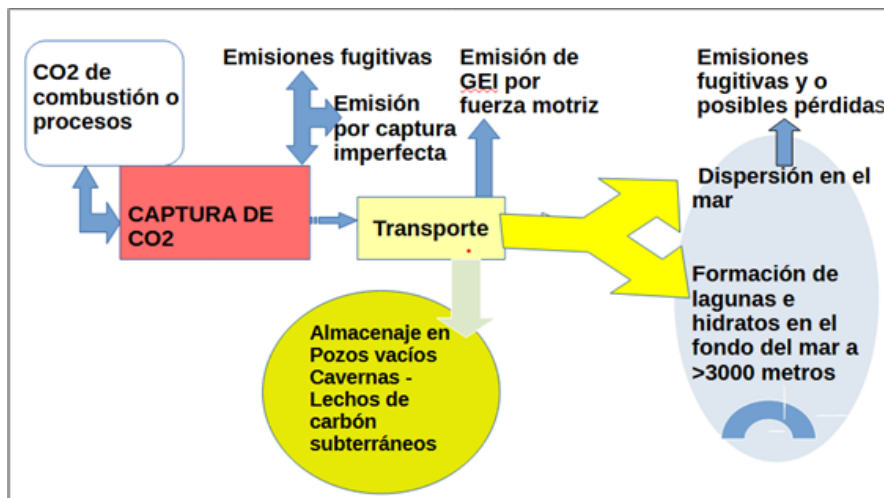 CO2 de
combustión o
procesos
Emisiones fugitivas
Emisión
por captura
imperfecta
Emisión de
GEI por
fuerza motriz
Emisiones
fugitivas y o
posibles pérdidas
CAPTURA DE
CO2
Transporte
Dispersión en el
mar
Formación de
lagunas e
hidratos en el
fondo del mar a
>3000 metros
Almacenaje en
Pozos vacíos
Cavernas -
Lechos de
carbón
subterráneos